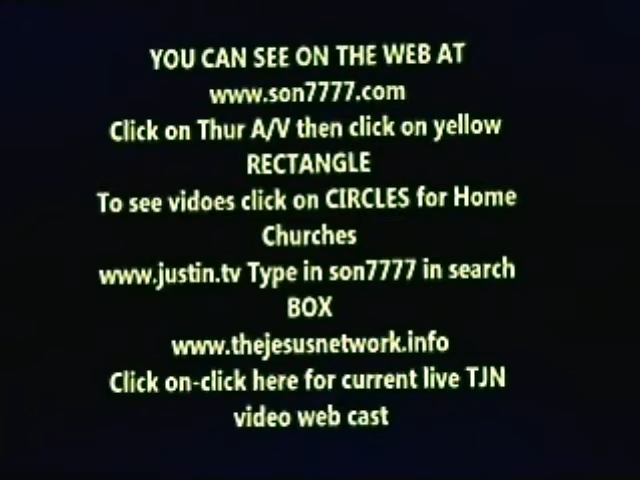 YOU CAN SEE ON THE WEB AT
www.son7777.com
Click on Thur A/V then click on yellow
RECTANGLE
To see vidoes click on CIRCLES for Home
Churches
www.justin.tv Type in son7777 in search
BOX
www.thejesusnetwork.info
Click on-click here for current live TJN
video web cast